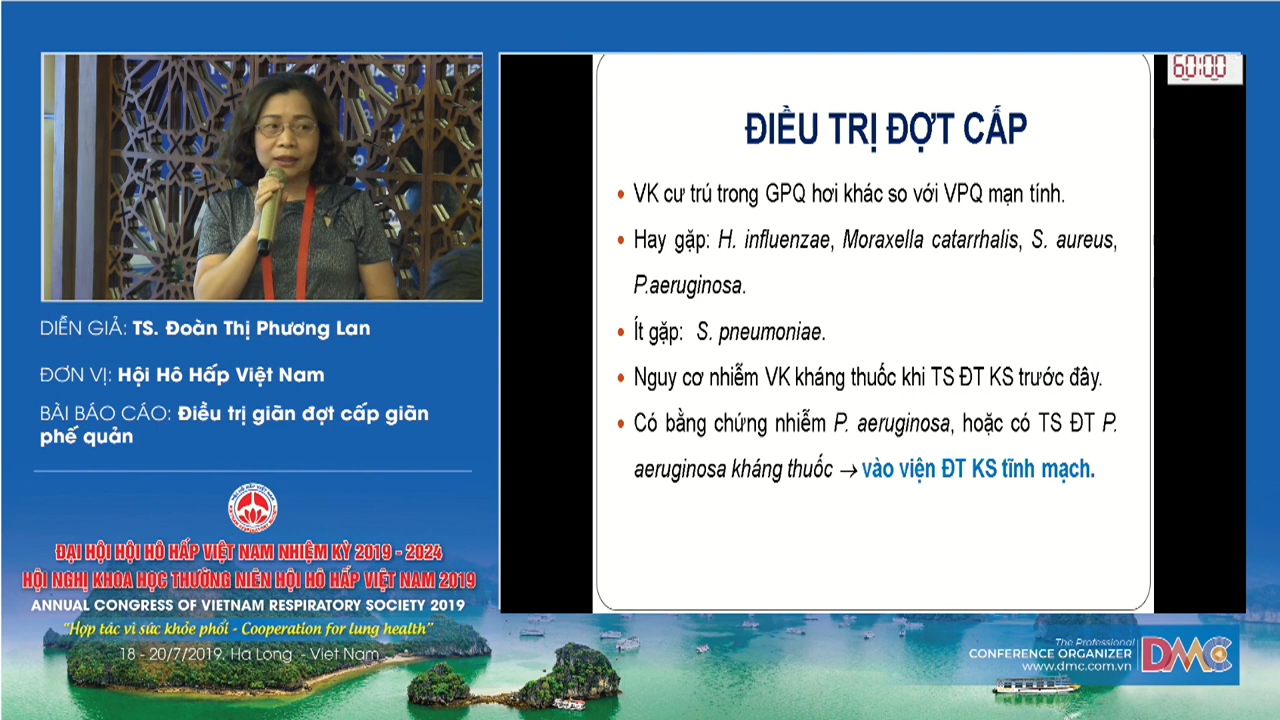 60:00
ĐIỀU TRỊ ĐỢT CẤP
• VK cư trú trong GPQ hơi khác so với VPQ mạn tính.
• Hay gặp: H. influenzae, Moraxella catarrhalis, S. aureus,
P.aeruginosa.
• Ít gặp: S. pneumoniae.
• Nguy cơ nhiễm VK kháng thuốc khi TS ĐT KS trước đây.
• Có bằng chứng nhiễm P. aeruginosa, hoặc có TS ĐT P.
aeruginosa kháng thuốc → vào viện ĐT KS tĩnh mạch.
DIỄN GIẢ: TS. Đoàn Thị Phương Lan
ĐƠN VỊ: Hội Hô Hấp Việt Nam
BÀI BÁO CÁO: Điều trị giãn đợt cấp giãn
phế quản
ĐẠI HỘI HỘI HÔ HẤP VIỆT NAM NHIỆM KỲ 2019 - 2024
HỘI NGHỊ KHOA HỌC THƯỜNG NIÊN HỘI HÔ HẤP VIỆT NAM 2019
ANNUAL CONGRESS OF VIETNAM RESPIRATORY SOCIETY 2019
"Hợp tác vì sức khỏe phổi - Cooperation for lung health"
18 - 20/7/2019. Ha Long - Viet Nam
The Professional
CONFERENCE ORGANIZER
www.dmc.com.vn
DMC